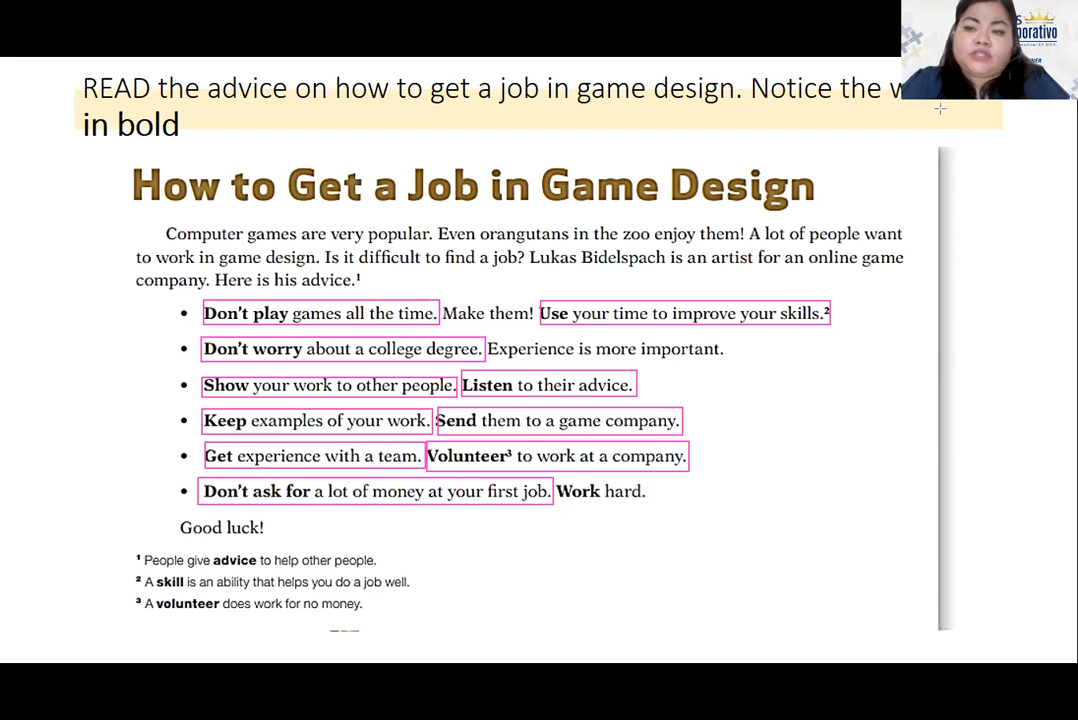 READ the advice on how to get a job in game design. Notice the
in bold
How to Get a Job in Game Design
Computer games are very popular. Even orangutans in the zoo enjoy them! A lot of people want
to work in game design. Is it difficult to find a job? Lukas Bidelspach is an artist for an online game
company. Here is his advice.¹
• Don't play games all the time. Make them! Use your time to improve your skills.²
• Don't worry about a college degree. Experience is more important.
• Show your work to other people. Listen to their advice.
• Keep examples of your work. Send them to a game company.
• Get experience with a team. Volunteer³ to work at a company.
• Don't ask for a lot of money at your first job. Work hard.
Good luck!
¹ People give advice to help other people.
² A skill is an ability that helps you do a job well.
³ A volunteer does work for no money.